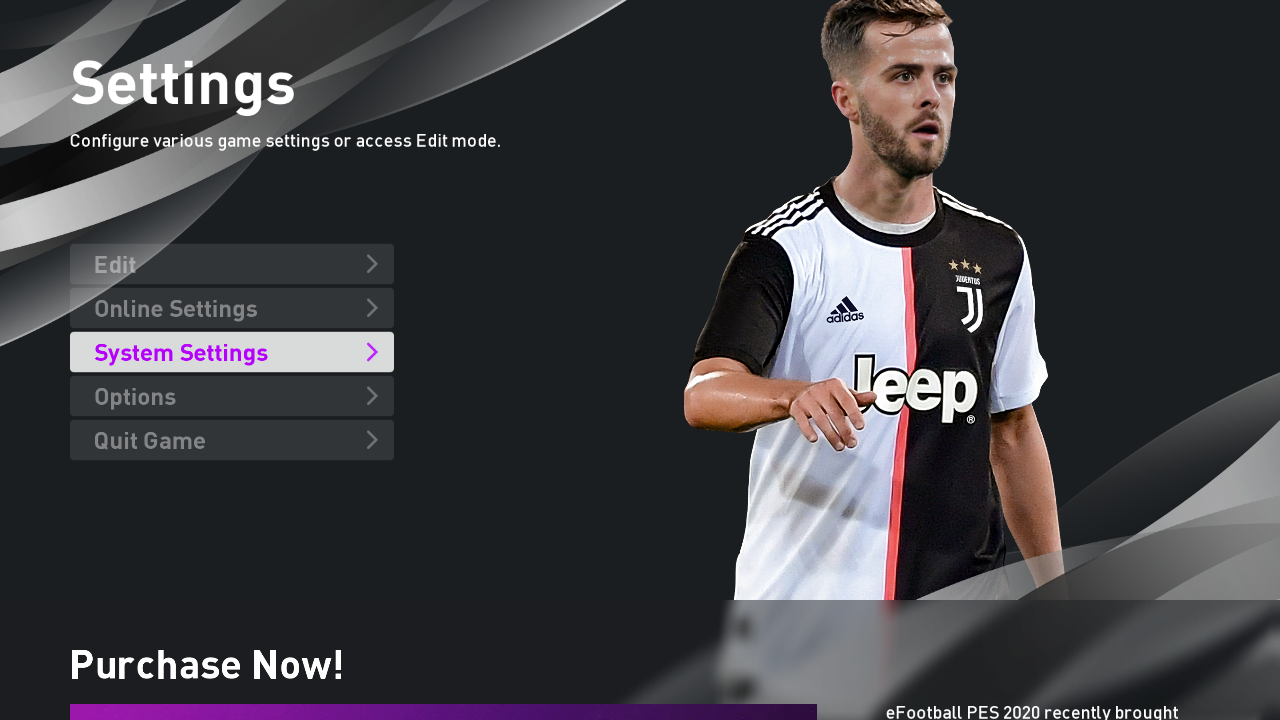 Settings
Configure various game settings or access Edit mode.
Edit
Online Settings
System Settings
Options
Quit Game
JUVENTUS
adidas
Jeep
®
Purchase Now!
eFootball PES 2020 recently brought